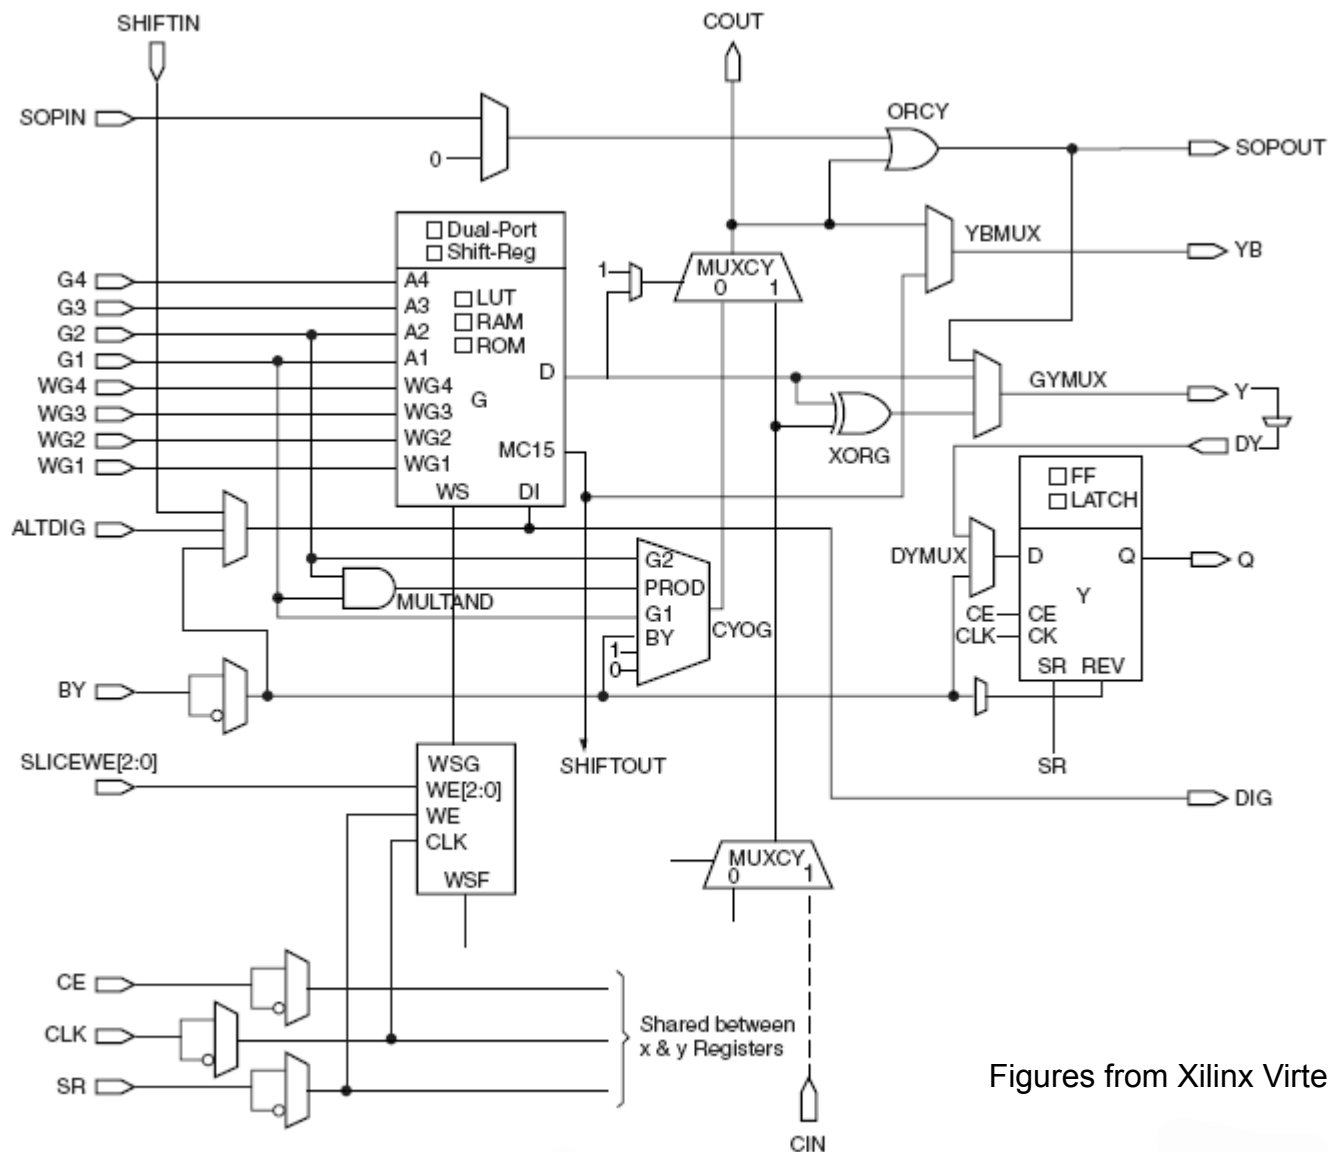 SHIFTIN
COUT
SOPIN
0
ORCY
SOPOUT
Dual-Port
Shift-Reg
YBMUX
YB
G4
G3
G2
G1
WG4
WG3
WG2
WG1
A4
A3
A2
A1
WG4
WG3
WG2
WG1
LUT
RAM
ROM
D
G
MC15
WS
DI
1
MUXCY
0 1
GYMUX
Y
DY
XORG
FF
LATCH
DYMUX
D
Q
Q
Y
CE
CE
CLK
CK
SR REV
SR
ALTDIG
G2
PROD
G1
BY
1
0
MULTAND
CYOG
BY
SLICEWE[2:0]
WSG
WE[2:0]
WE
CLK
WSF
SHIFTOUT
DIG
MUXCY
0 1
CE
CLK
SR
Shared between
x & y Registers
CIN
Figures from Xilinx Virte